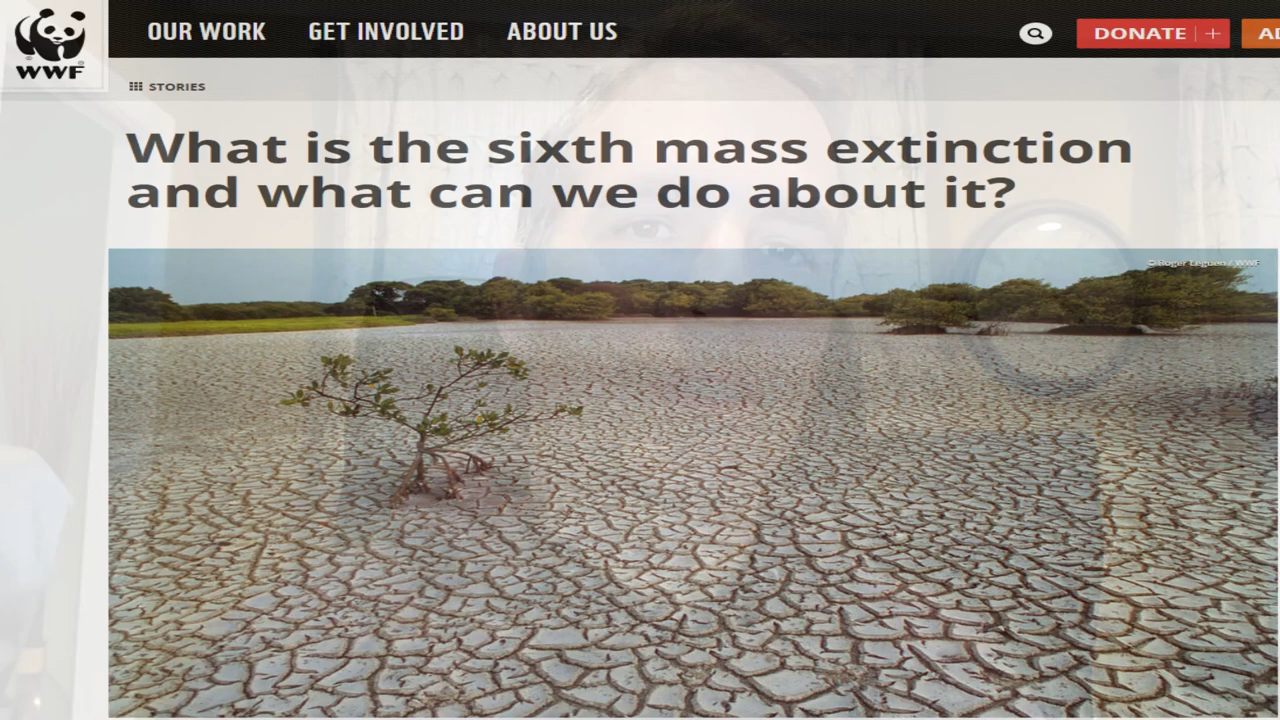 OUR WORK GET INVOLVED ABOUT US DONATE +
WWF
STORIES
What is the sixth mass extinction
and what can we do about it?
© Roger Leguen / WWF